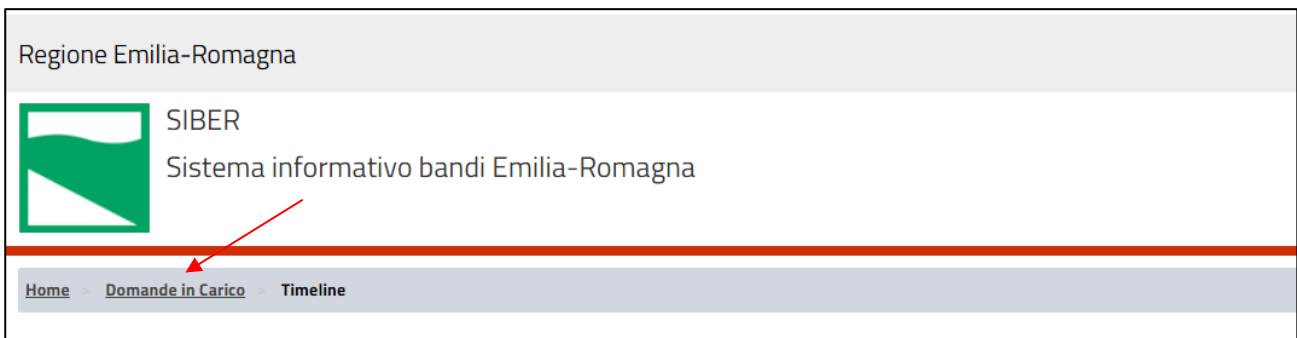 Regione Emilia-Romagna
SIBER
Sistema informativo bandi Emilia-Romagna
Home > Domande in Carico > Timeline